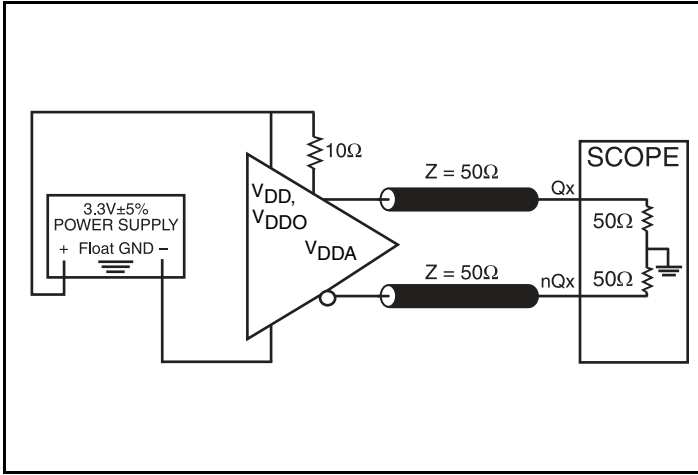 3.3V±5%
POWER SUPPLY
+ Float GND −
10Ω
VDD,
VDDO
VDDA
Z = 50Ω
Qx
Z = 50Ω
nQx
SCOPE
50Ω
50Ω